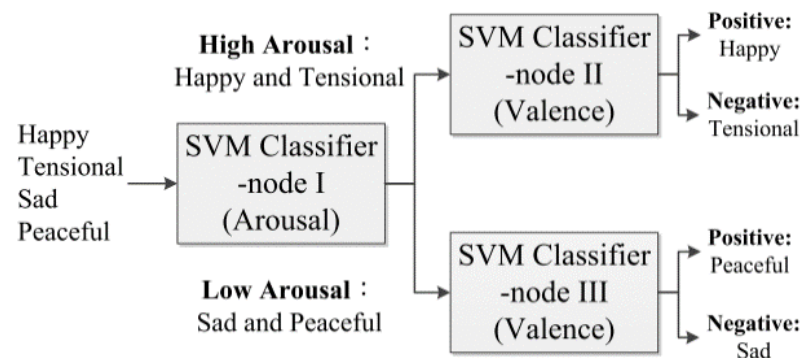 Happy
Tensional
Sad
Peaceful
SVM Classifier
-node I
(Arousal)
High Arousal：
Happy and Tensional
Low Arousal：
Sad and Peaceful
SVM Classifier
-node II
(Valence)
Positive:
Happy
Negative:
Tensional
SVM Classifier
-node III
(Valence)
Positive:
Peaceful
Negative:
Sad